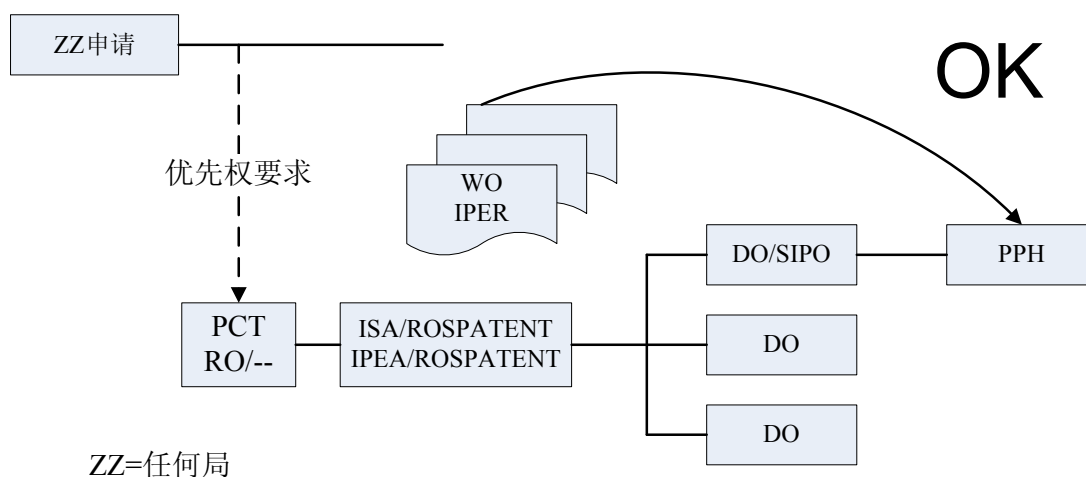 ZZ申请
OK
优先权要求
WO
IPER
DO/SIPO
PPH
PCT
RO/--
ISA/ROSPATENT
IPEA/ROSPATENT
DO
DO
ZZ=任何局